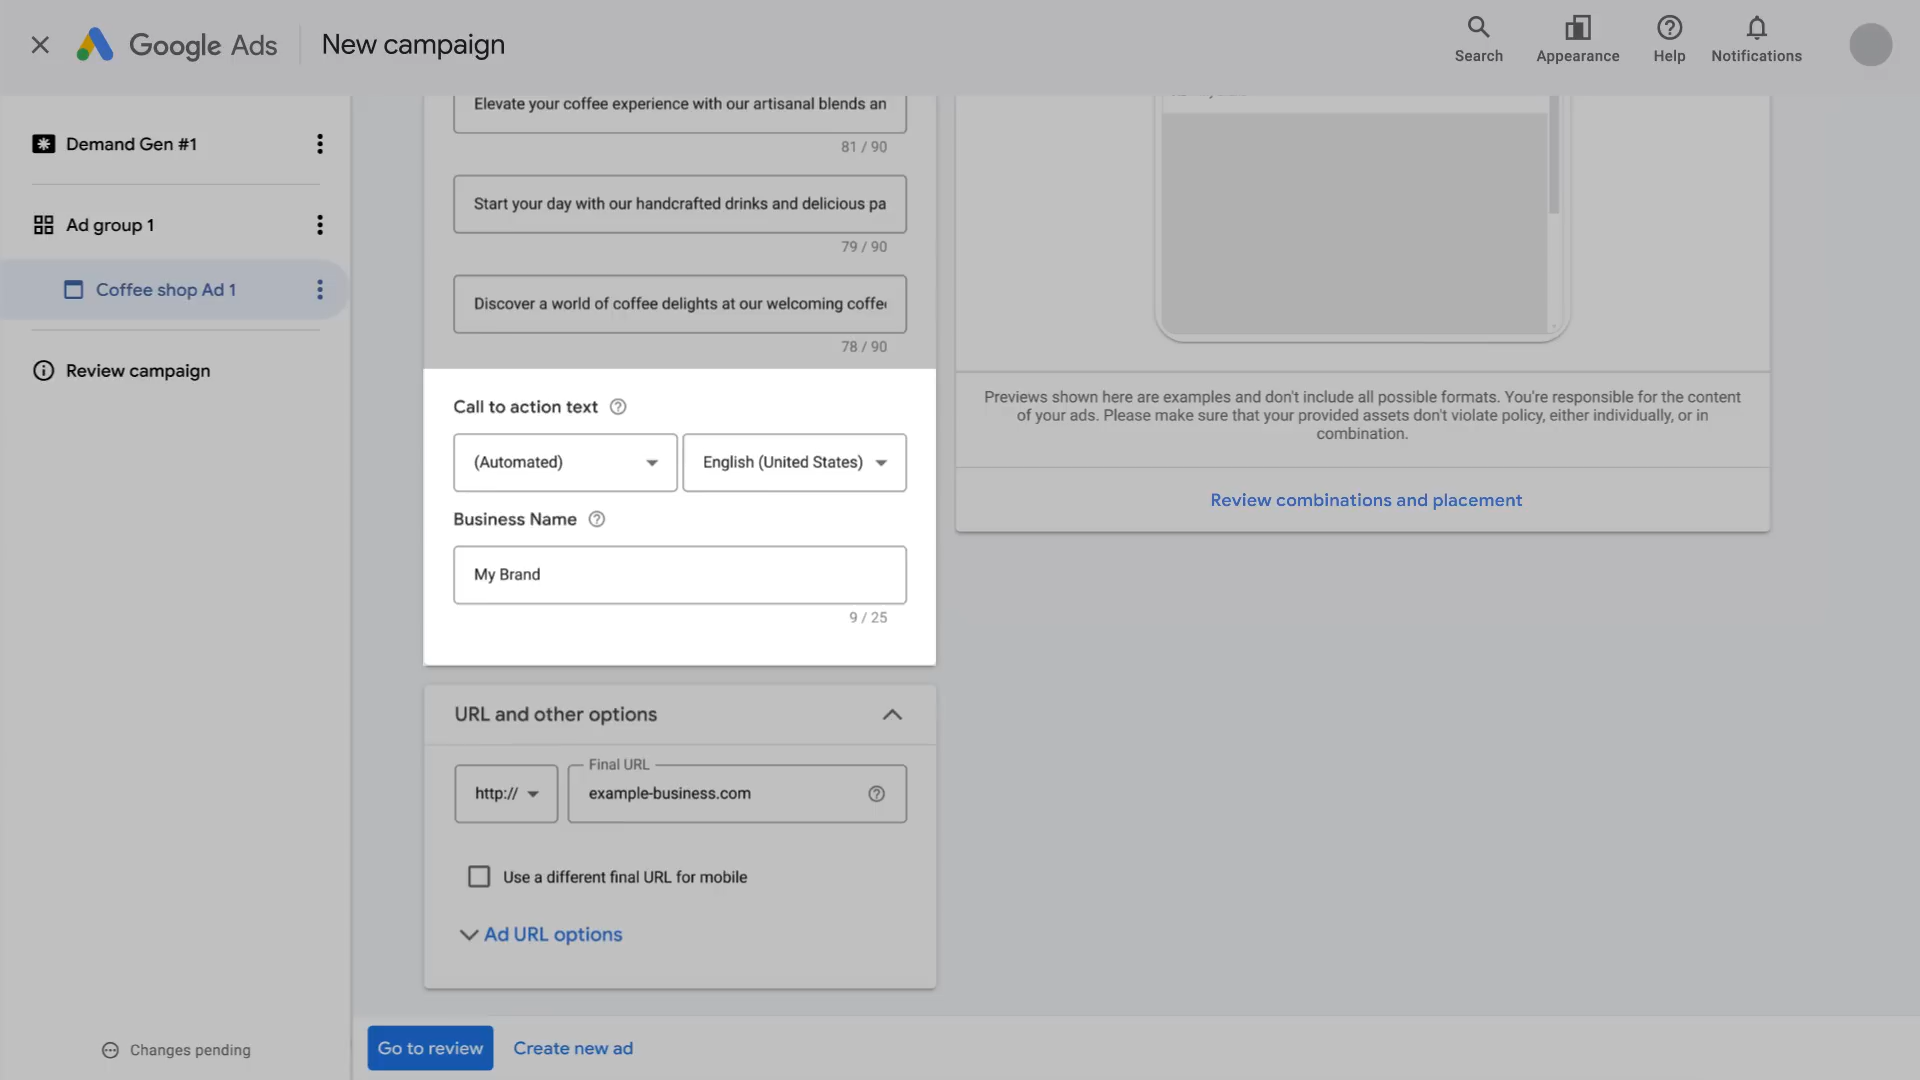 Google Ads
New campaign
Search
Appearance
Help
Notifications
Demand Gen #1
Ad group 1
Coffee shop Ad 1
Review campaign
Changes pending
Elevate your coffee experience with our artisanal blends an
81 / 90
Start your day with our handcrafted drinks and delicious pa
79 / 90
Discover a world of coffee delights at our welcoming coffe
78 / 90
Call to action text
(Automated)
English (United States)
Business Name
My Brand
9 / 25
URL and other options
http://
Final URL
example-business.com
Use a different final URL for mobile
Ad URL options
Go to review
Create new ad
Previews shown here are examples and don't include all possible formats. You're responsible for the content
of your ads. Please make sure that your provided assets don't violate policy, either individually, or in
combination.
Review combinations and placement